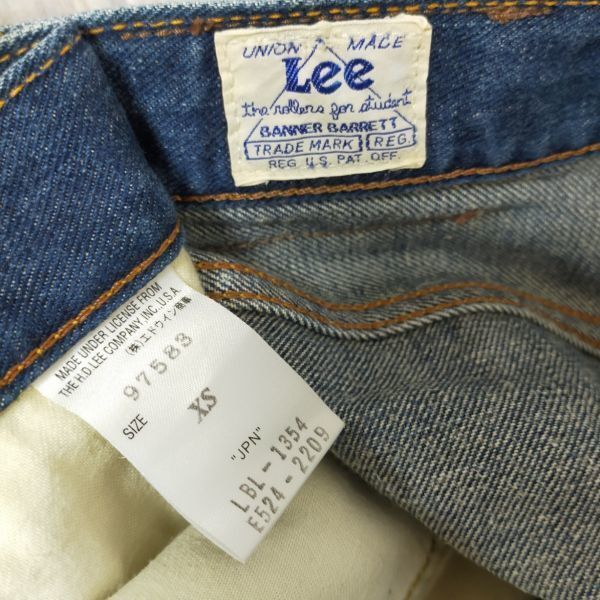 UNION MADE
Lee
the rollers for student
BANNER BARRETT
TRADE MARK REG.
REG. U.S. PAT. OFF.
MADE UNDER LICENSE FROM
THE H.D.LEE COMPANY, INC. U.S.A.
(株)エドウイン商事
97583
SIZE XS
"JPN"
LBL-1354
E524-2209